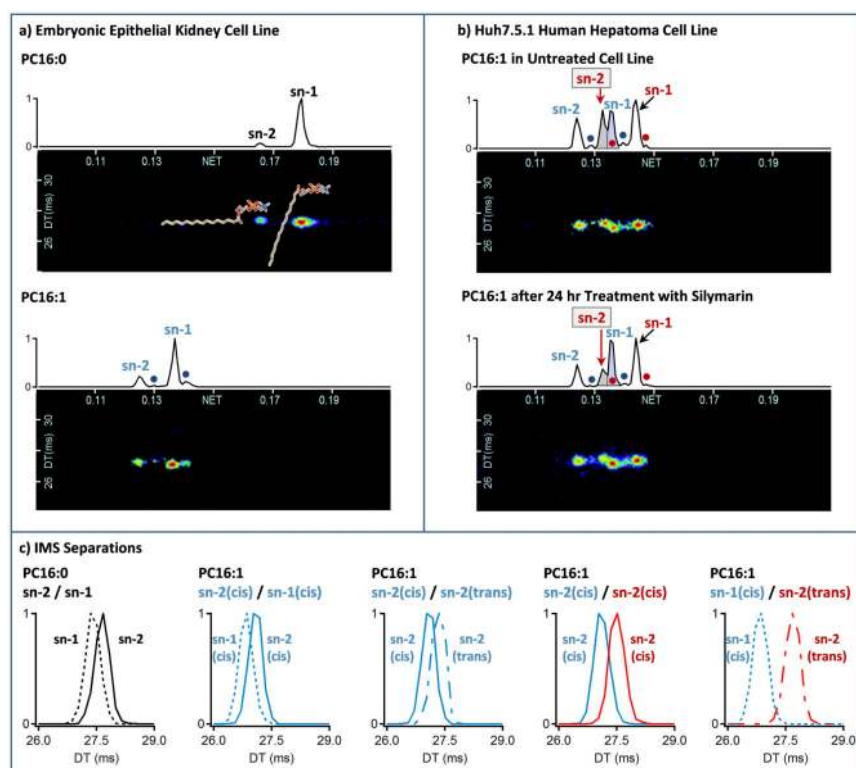 a) Embryonic Epithelial Kidney Cell Line
PC16:0
sn-1
sn-2
1
0
0.11 0.13 NET 0.17 0.19
30
DT(ms)
26
PC16:1
sn-1
sn-2
1
0
0.11 0.13 NET 0.17 0.19
30
DT(ms)
26
b) Huh7.5.1 Human Hepatoma Cell Line
PC16:1 in Untreated Cell Line
sn-2
sn-2 sn-1 sn-1
1
0
0.11 0.13 NET 0.17 0.19
30
DT(ms)
26
PC16:1 after 24 hr Treatment with Silymarin
sn-2
sn-2 sn-1 sn-1
1
0
0.11 0.13 NET 0.17 0.19
30
DT(ms)
26
c) IMS Separations
PC16:0
sn-2 / sn-1
1
sn-1 sn-2
0
26.0 27.5 29.0
DT (ms)
PC16:1
sn-2(cis) / sn-1(cis)
1
sn-1 sn-2
(cis) (cis)
0
26.0 27.5 29.0
DT (ms)
PC16:1
sn-2(cis) / sn-2(trans)
1
sn-2 sn-2
(cis) (trans)
0
26.0 27.5 29.0
DT (ms)
PC16:1
sn-2(cis) / sn-2(cis)
1
sn-2 sn-2
(cis) (cis)
0
26.0 27.5 29.0
DT (ms)
PC16:1
sn-1(cis) / sn-2(trans)
1
sn-1 sn-2
(cis) (trans)
0
26.0 27.5 29.0
DT (ms)